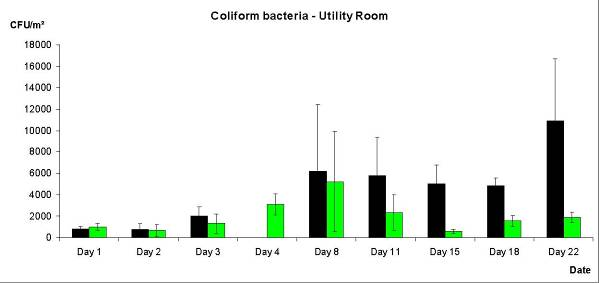 Coliform bacteria - Utility Room
CFU/m³
18000
16000
14000
12000
10000
8000
6000
4000
2000
0
Day 1 Day 2 Day 3 Day 4 Day 8 Day 11 Day 15 Day 18 Day 22
Date